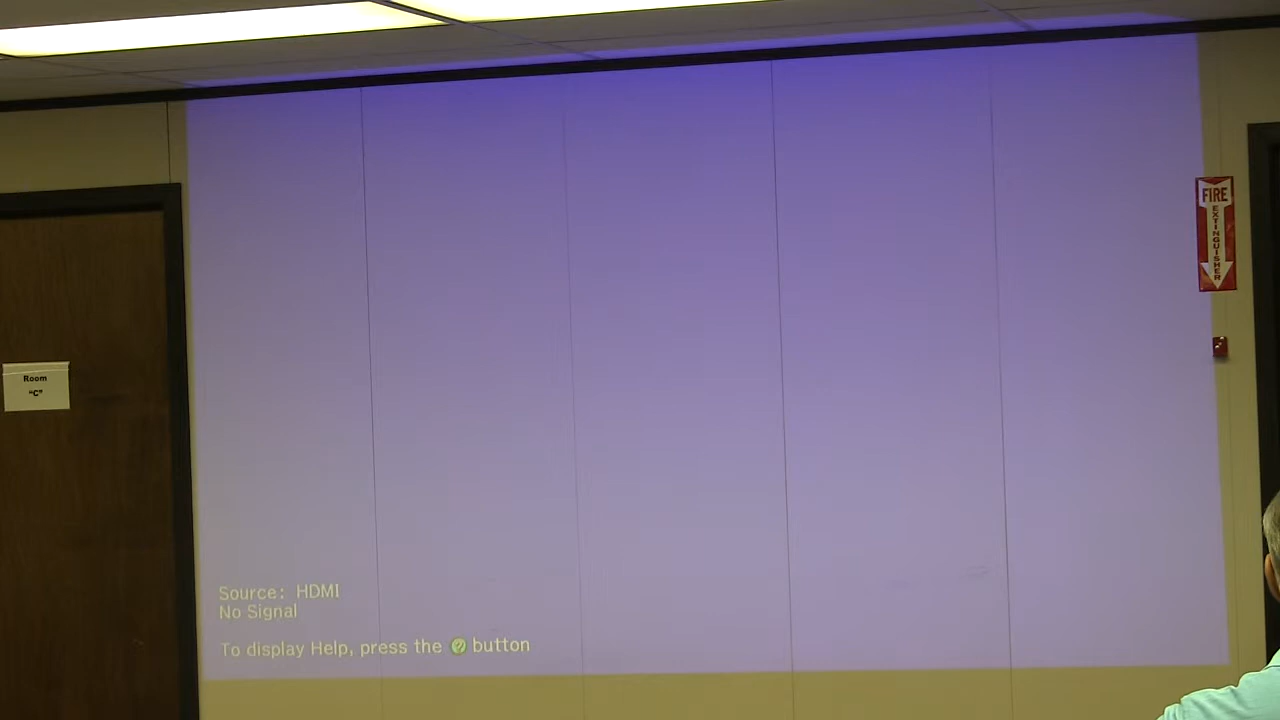 FIRE
EXTINGUISHER
Room
"C"
Source: HDMI
No Signal
To display Help, press the ? button